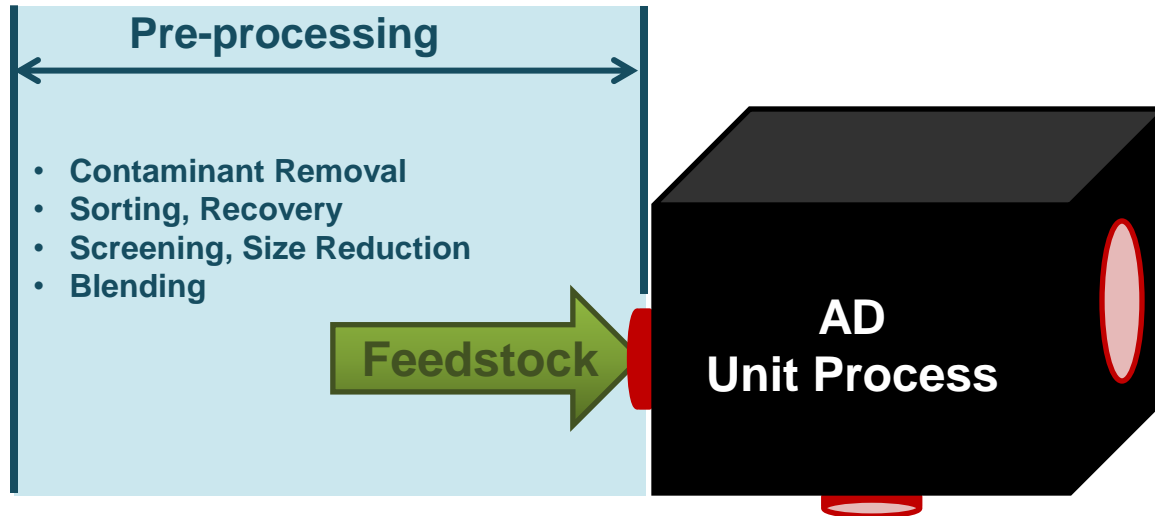 Pre-processing
• Contaminant Removal
• Sorting, Recovery
• Screening, Size Reduction
• Blending
Feedstock
AD
Unit Process